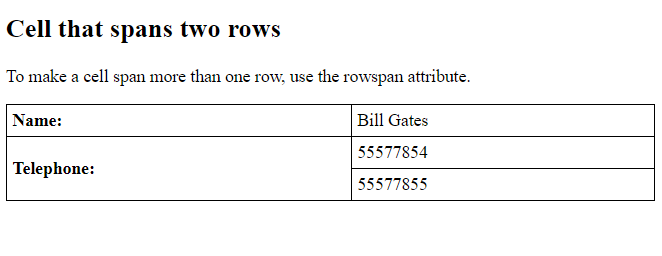 Cell that spans two rows
To make a cell span more than one row, use the rowspan attribute.
Name: Bill Gates
Telephone: 55577854
55577855